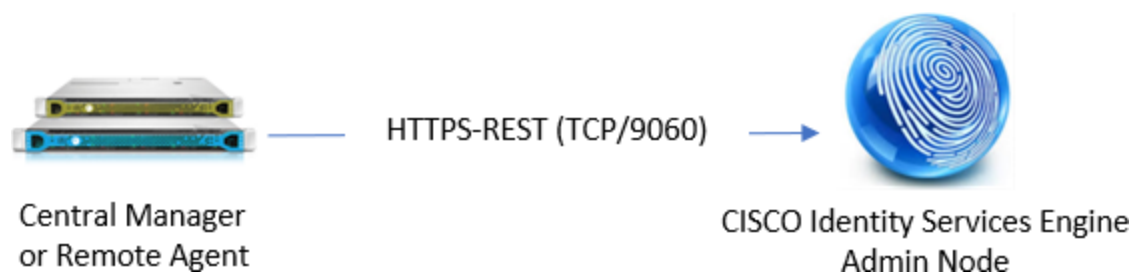 HTTPS-REST (TCP/9060)
Central Manager
or Remote Agent
CISCO Identity Services Engine
Admin Node